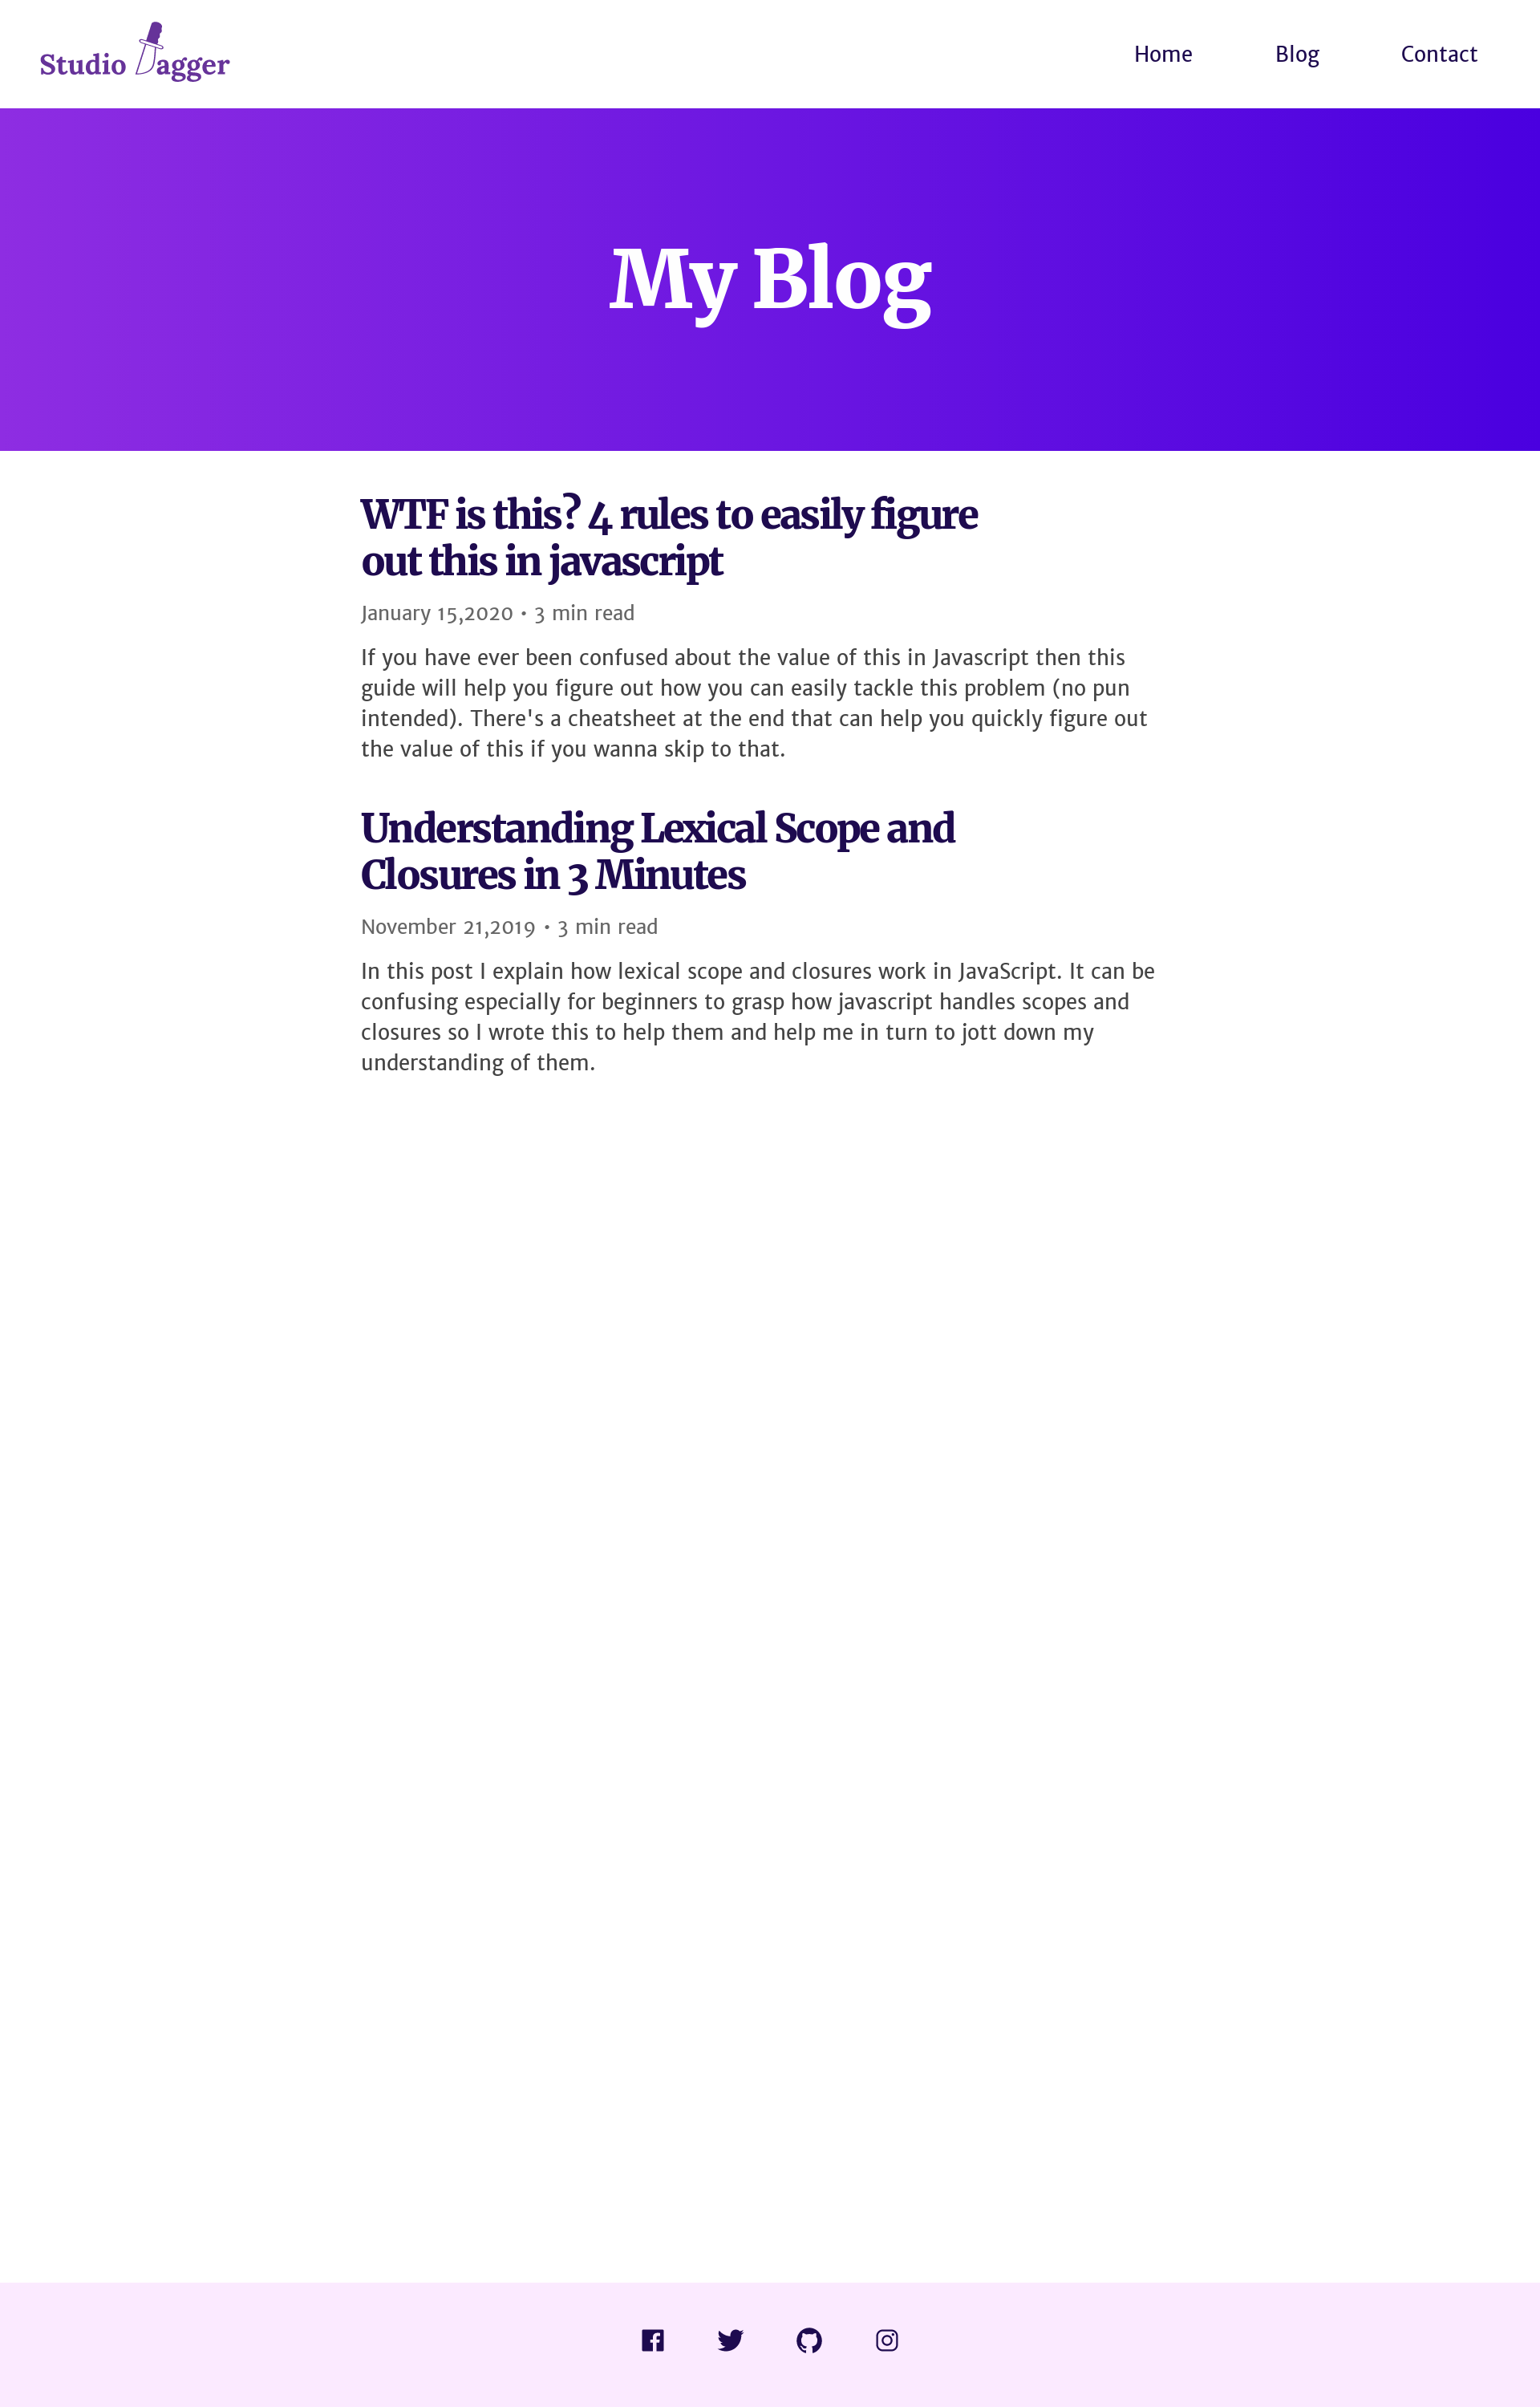 Studio Dagger
Home
Blog
Contact
My Blog
WTF is this? 4 rules to easily figure
out this in javascript
January 15,2020 • 3 min read
If you have ever been confused about the value of this in Javascript then this
guide will help you figure out how you can easily tackle this problem (no pun
intended). There's a cheatsheet at the end that can help you quickly figure out
the value of this if you wanna skip to that.
Understanding Lexical Scope and
Closures in 3 Minutes
November 21,2019 • 3 min read
In this post I explain how lexical scope and closures work in JavaScript. It can be
confusing especially for beginners to grasp how javascript handles scopes and
closures so I wrote this to help them and help me in turn to jott down my
understanding of them.